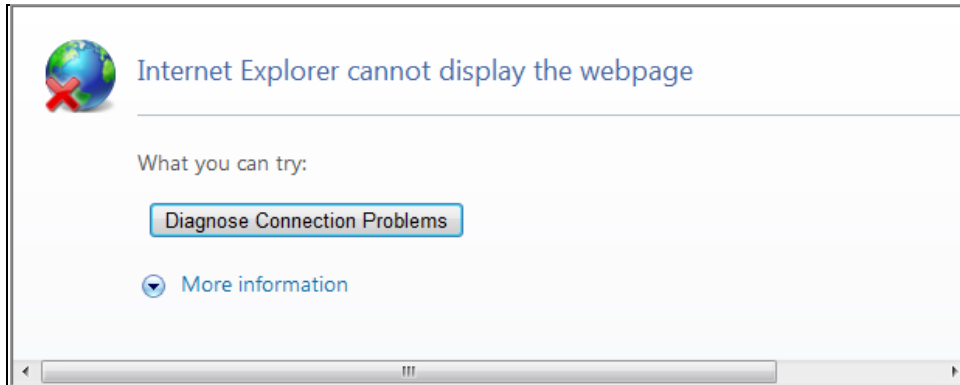 Internet Explorer cannot display the webpage
What you can try:
Diagnose Connection Problems
More information